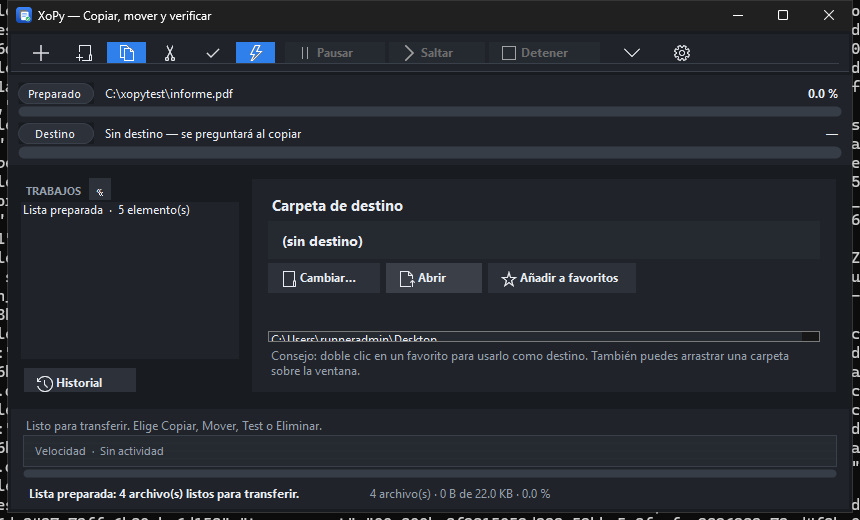 XoPy — Copiar, mover y verificar
Pausar
Saltar
Detener
Preparado
C:\xopytest\informe.pdf
0.0 %
Destino
Sin destino — se preguntará al copiar
—
TRABAJOS
Lista preparada · 5 elemento(s)
Historial
Carpeta de destino
(sin destino)
Cambiar...
Abrir
Añadir a favoritos
C:\Users\runneradmin\Desktop
Consejo: doble clic en un favorito para usarlo como destino. También puedes arrastrar una carpeta
sobre la ventana.
Listo para transferir. Elige Copiar, Mover, Test o Eliminar.
Velocidad · Sin actividad
Lista preparada: 4 archivo(s) listos para transferir.
4 archivo(s) · 0 B de 22.0 KB · 0.0 %